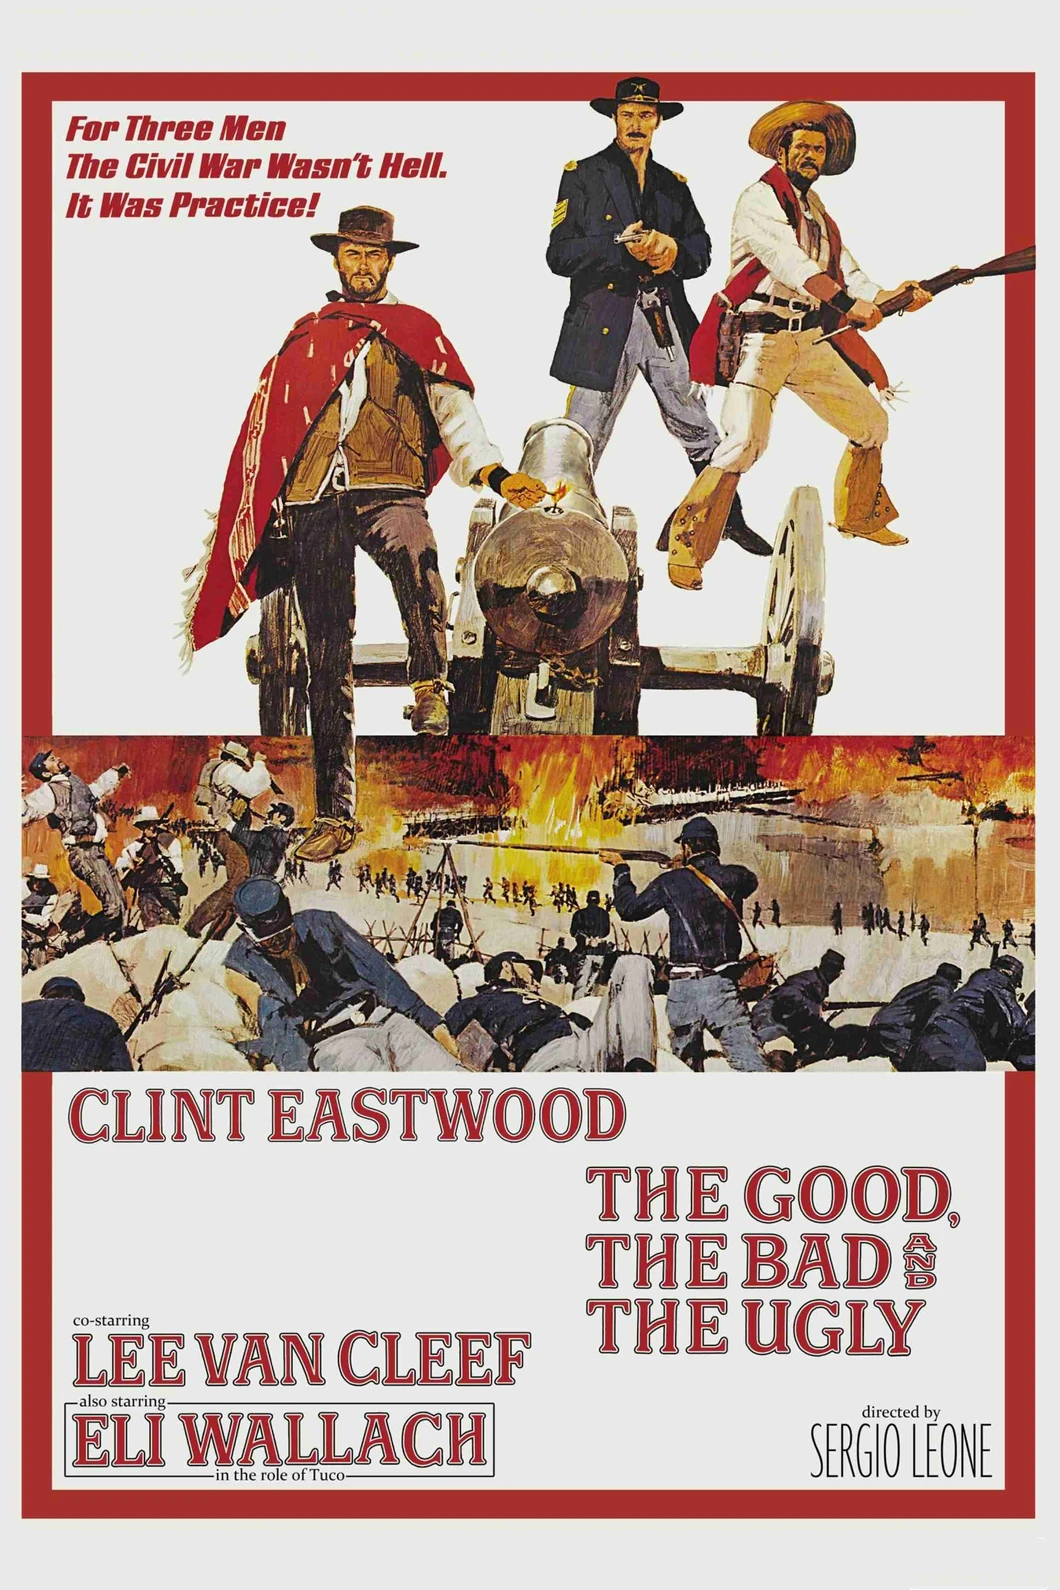 For Three Men
The Civil War Wasn't Hell.
It Was Practice!
CLINT EASTWOOD
THE GOOD,
THE BAD AND
THE UGLY
co-starring
LEE VAN CLEEF
also starring
ELI WALLACH
in the role of Tuco
directed by
SERGIO LEONE